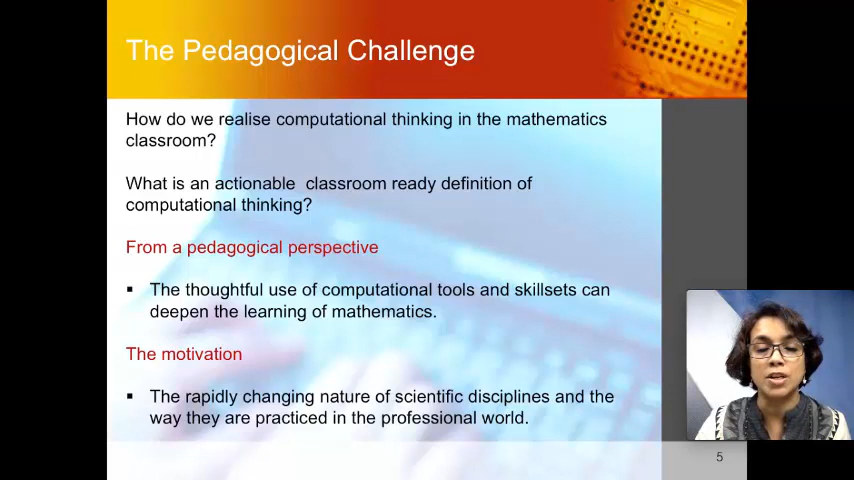 The Pedagogical Challenge
How do we realise computational thinking in the mathematics
classroom?
What is an actionable  classroom ready definition of
computational thinking?
From a pedagogical perspective
▪ The thoughtful use of computational tools and skillsets can
deepen the learning of mathematics.
The motivation
▪ The rapidly changing nature of scientific disciplines and the
way they are practiced in the professional world.
5